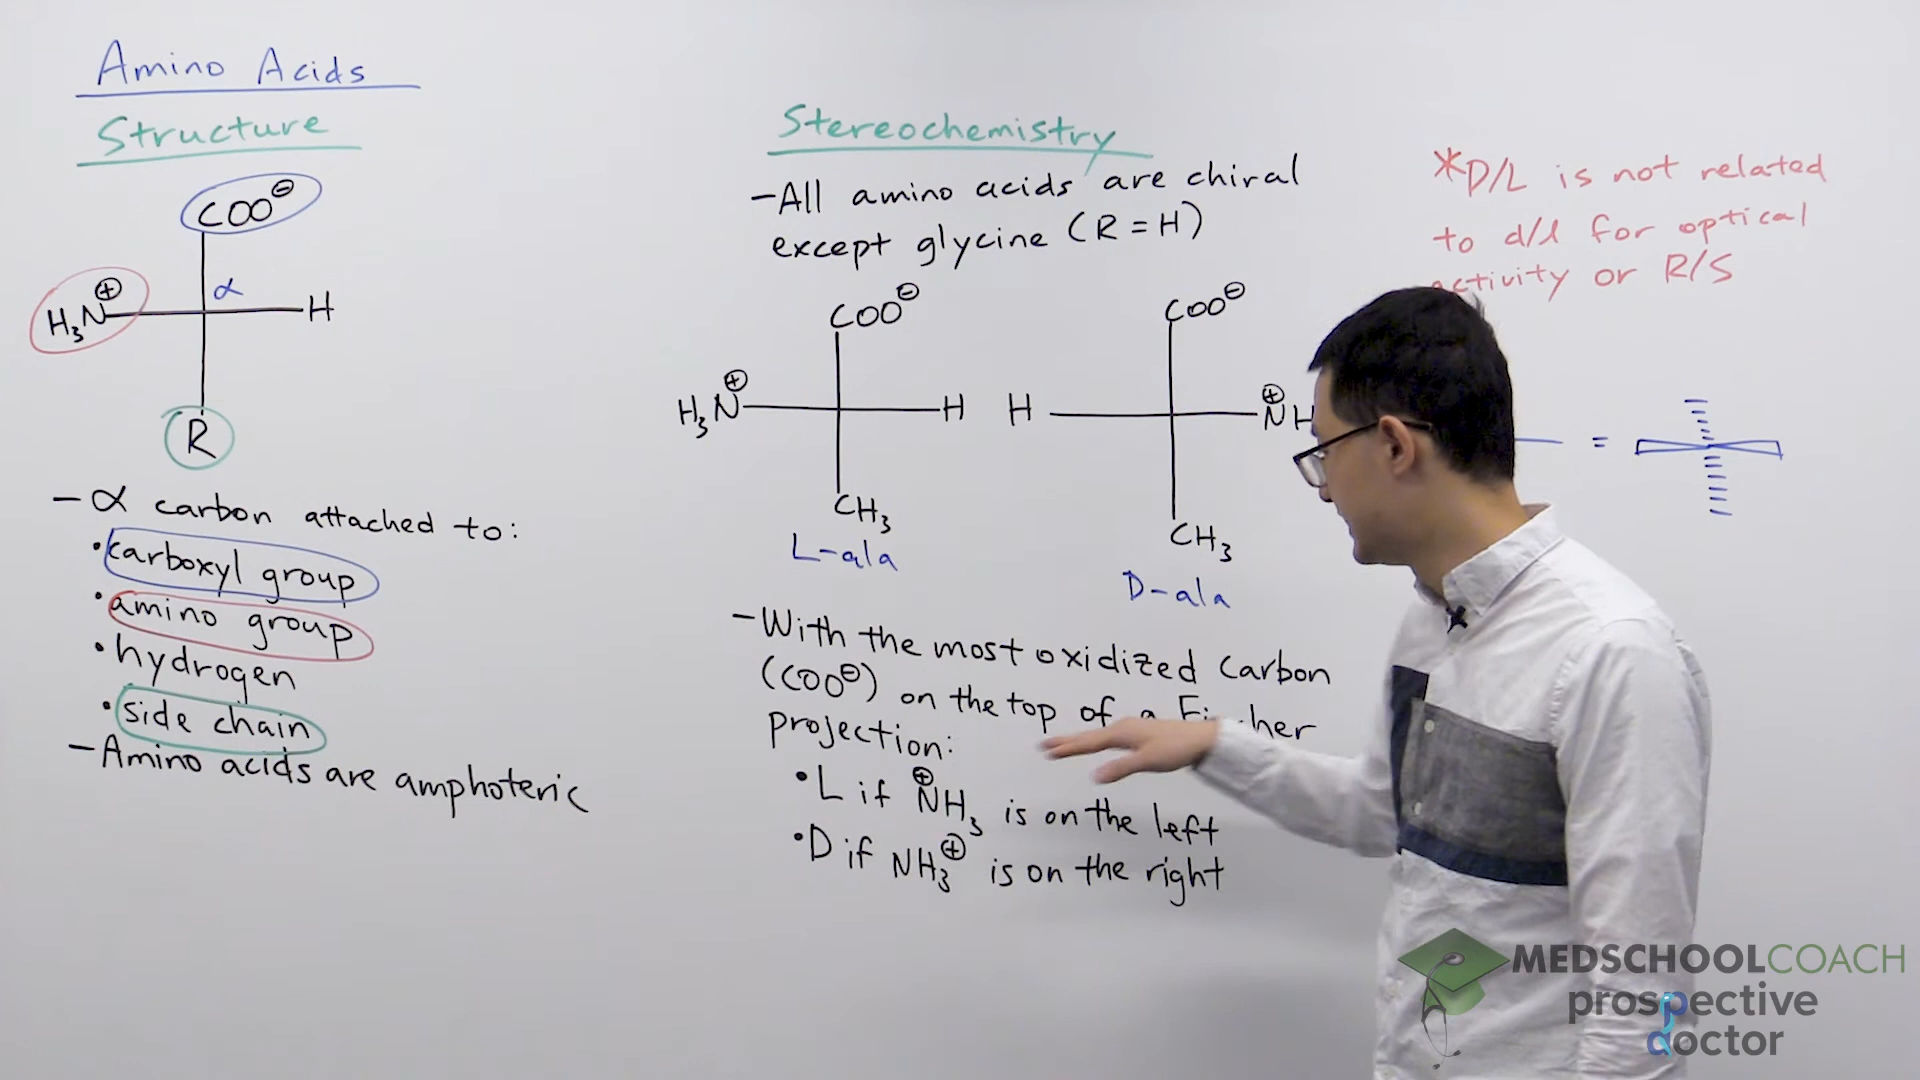 Amino Acids
Structure
COO⊖
H₃N⊕
α
H
R
- α carbon attached to:
• carboxyl group
• amino group
• hydrogen
• side chain
- Amino acids are amphoteric
Stereochemistry
- All amino acids are chiral
except glycine (R = H)
COO⊖
H₃N⊕
H
CH₃
L-ala
COO⊖
H
⊕NH
CH₃
D-ala
- With the most oxidized carbon
(COO⊖) on the top of a
projection:
• L if ⊕NH₃ is on the left
• D if NH₃⊕ is on the right
*D/L is not related
to d/l for optical
activity or R/S
=
MEDSCHOOLCOACH
prospective
doctor